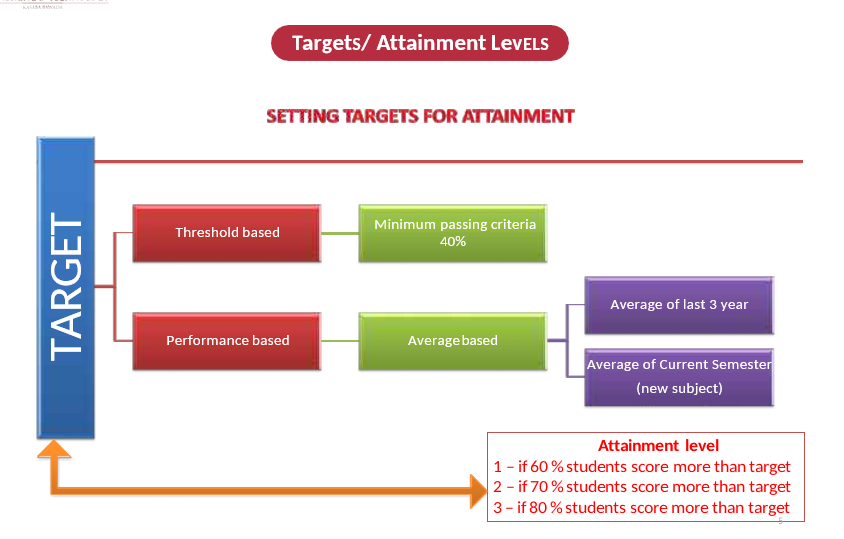 Targets/ Attainment LevELS
SETTING TARGETS FOR ATTAINMENT
TARGET
Threshold based
Minimum passing criteria
40%
Performance based
Average based
Average of last 3 year
Average of Current Semester
(new subject)
Attainment level
1 – if 60 % students score more than target
2 – if 70 % students score more than target
3 – if 80 % students score more than target
5